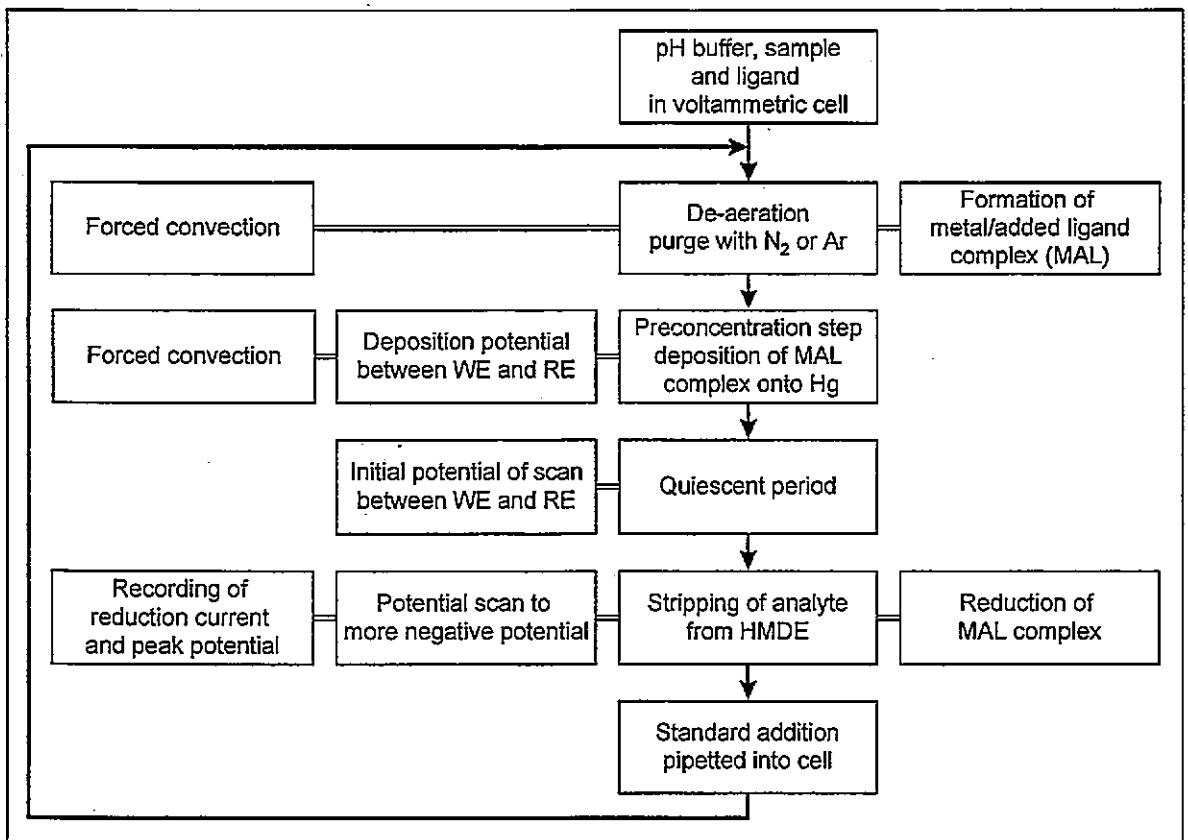 pH buffer, sample
and ligand
in voltammetric cell
Forced convection
De-aeration
purge with N₂ or Ar
Formation of
metal/added ligand
complex (MAL)
Forced convection
Deposition potential
between WE and RE
Preconcentration step
deposition of MAL
complex onto Hg
Initial potential of scan
between WE and RE
Quiescent period
Recording of
reduction current
and peak potential
Potential scan to
more negative potential
Stripping of analyte
from HMDE
Reduction of
MAL complex
Standard addition
pipetted into cell